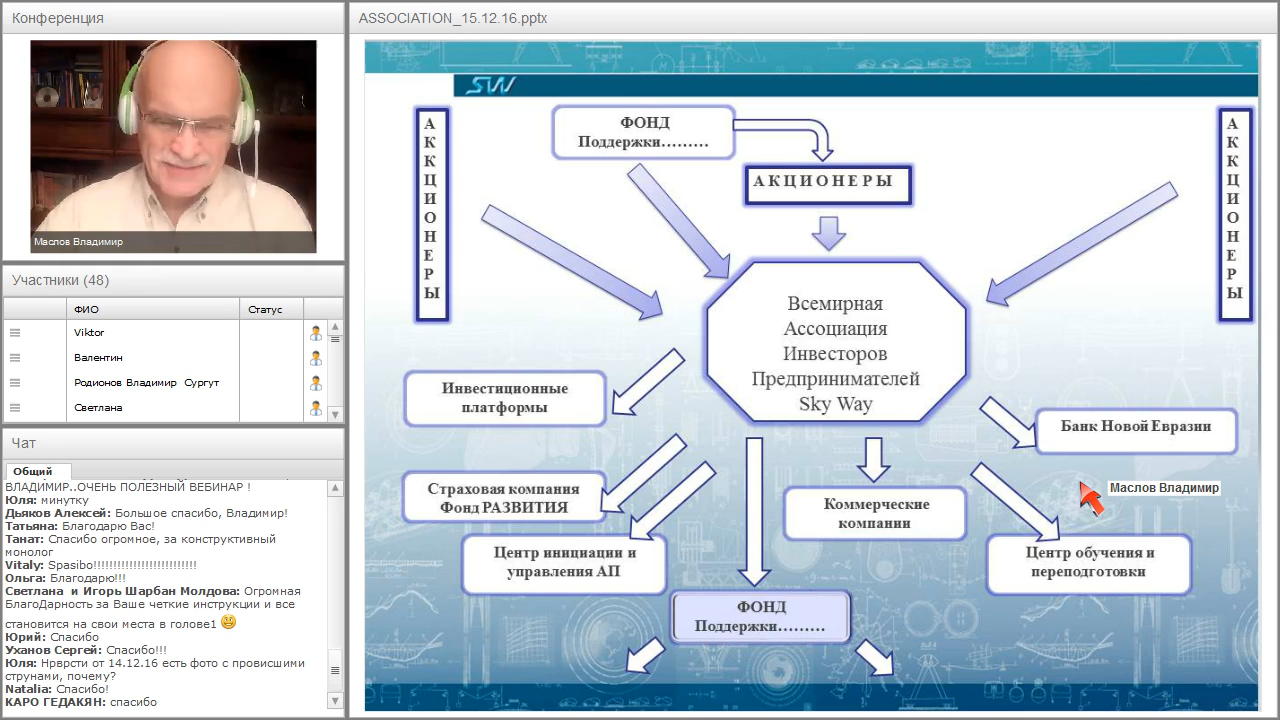 Конференция
Маслов Владимир
Участники (48)
ФИО
Статус
Viktor
Валентин
Родькин Владимир Сургут
Светлана
Чат
Общий
ВЛАДИМИР..ОЧЕНЬ ПОЛЕЗНЫЙ ВЕБИНАР !
Юля: минутку
Дьяков Алексей: Большое спасибо, Владимир!
Татьяна: Благодарю Вас!
Танат: Спасибо огромное, за конструктивный
монолог
Vitaly: Spasibo!!!!!!!!!!!!!!!!!!!!!!!!!!
Ольга: Благодарю!!!
Светлана и Игорь Шарбан Молдова: Огромная
Благодарность за Ваше четкие инструкции и все
становится на свои места в голове1
Юрий: Спасибо
Усов Сергей: Спасибо!!!
от 14.12.16 есть фото с провисшими
струнами, почему?
Natalia: Спасибо!
КАРО ГЕДАКЯН: спасибо
ASSOCIATION_15.12.16.pptx
SW
А
К
К
Ц
И
О
Н
Е
Р
Ы
ФОНД
Поддержки………
А К Ц И О Н Е Р Ы
А
К
К
Ц
И
О
Н
Е
Р
Ы
Всемирная
Ассоциация
Инвесторов
Предпринимателей
Sky Way
Инвестиционные
платформы
Банк Новой Евразии
Страховая компания
Фонд РАЗВИТИЯ
Коммерческие
компании
Маслов Владимир
Центр инициации и
управления АП
Центр обучения и
переподготовки
ФОНД
Поддержки………